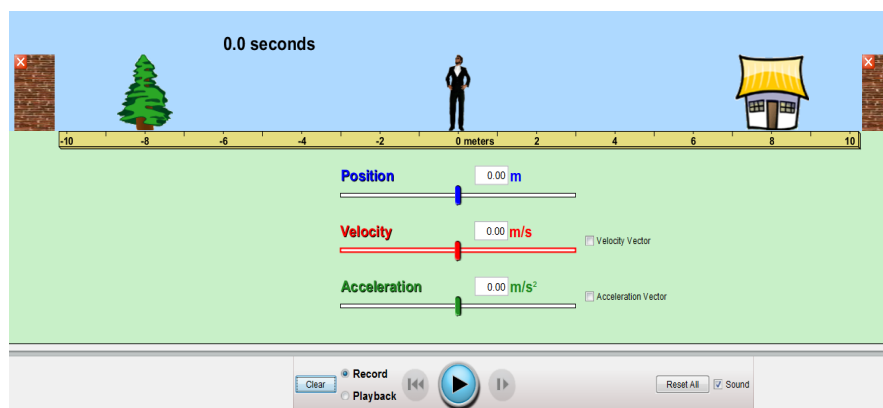 0.0 seconds
X X
-10 -8 -6 -4 -2 0 meters 2 4 6 8 10
Position 0.00 m
Velocity 0.00 m/s Velocity Vector
Acceleration 0.00 m/s² Acceleration Vector
Clear Record Reset All Sound
Playback